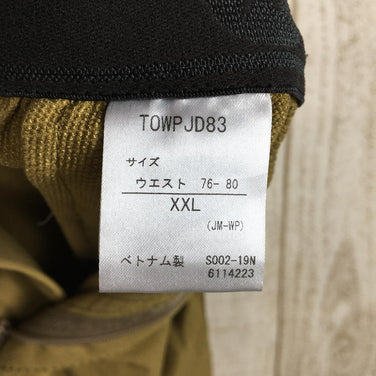 TOWPJD83
サイズ
ウエスト 76- 80
XXL
(JM-WP)
ベトナム製 S002-19N
6114223